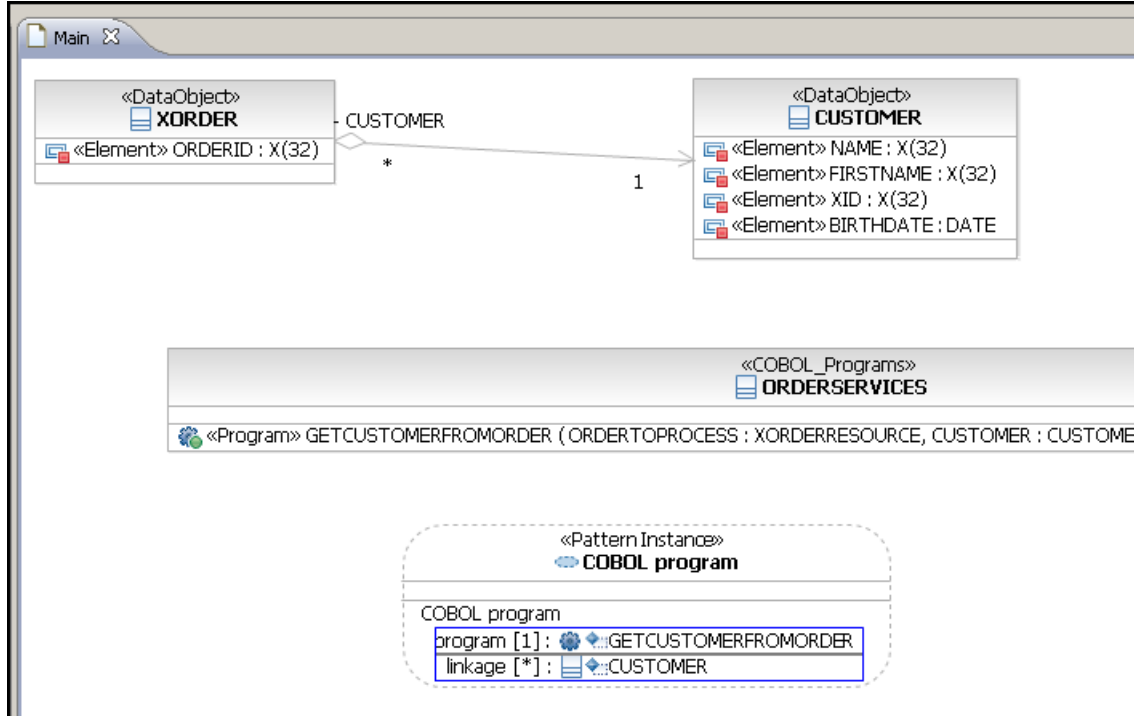 Main
«DataObject»
XORDER
«Element» ORDERID : X(32)
- CUSTOMER
*
1
«DataObject»
CUSTOMER
«Element» NAME : X(32)
«Element» FIRSTNAME : X(32)
«Element» XID : X(32)
«Element» BIRTHDATE : DATE
«COBOL_Programs»
ORDERSERVICES
«Program» GETCUSTOMERFROMORDER ( ORDERTOPROCESS : XORDERRESOURCE, CUSTOMER : CUSTOME
«Pattern Instance»
COBOL program
COBOL program
program [1] : GETCUSTOMERFROMORDER
linkage [*] : CUSTOMER